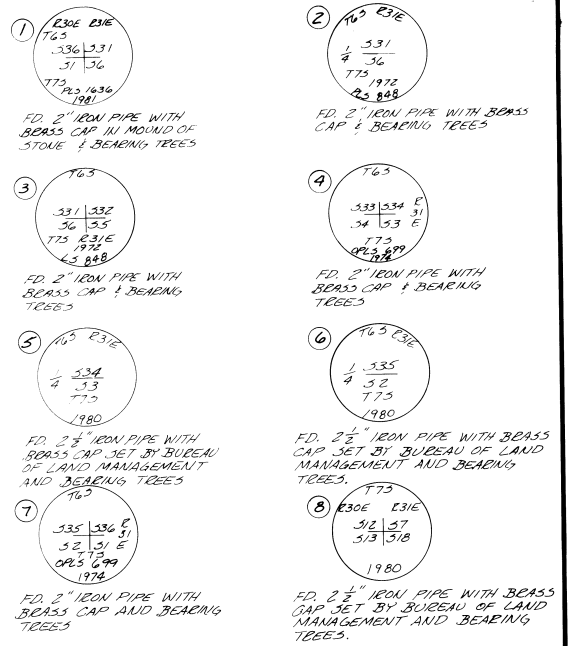 1
R30E R31E
T6S
S36 S31
S1 S6
T7S
PLS 1636
1981
FD. 2" IRON PIPE WITH
BRASS CAP IN MOUND OF
STONE & BEARING TREES
2
T6S R31E
1/4 S31
S6
T7S
1972
PLS 848
FD. 2" IRON PIPE WITH BRASS
CAP & BEARING TREES
3
T6S
S31 S32
S6 S5
T7S R31E
1972
LS 848
FD. 2" IRON PIPE WITH
BRASS CAP & BEARING
TREES
4
T6S
S33 S34 R
31
S4 S3 E
T7S
OPLS 699
1974
FD. 2" IRON PIPE WITH
BRASS CAP & BEARING
TREES
5
T6S R31E
1/4 S34
S3
T7S
1980
FD. 2 1/2" IRON PIPE WITH
BRASS CAP SET BY BUREAU
OF LAND MANAGEMENT
AND BEARING TREES
6
T6S R31E
1/4 S35
S2
T7S
1980
FD. 2 1/2" IRON PIPE WITH BRASS
CAP SET BY BUREAU OF LAND
MANAGEMENT AND BEARING
TREES.
7
T6S
S35 S36 R
31
S2 S1 E
T7S
OPLS 699
1974
FD. 2" IRON PIPE WITH
BRASS CAP AND BEARING
TREES
8
T7S
R30E R31E
S12 S7
S13 S18
1980
FD. 2 1/2" IRON PIPE WITH BRASS
CAP SET BY BUREAU OF LAND
MANAGEMENT AND BEARING
TREES.